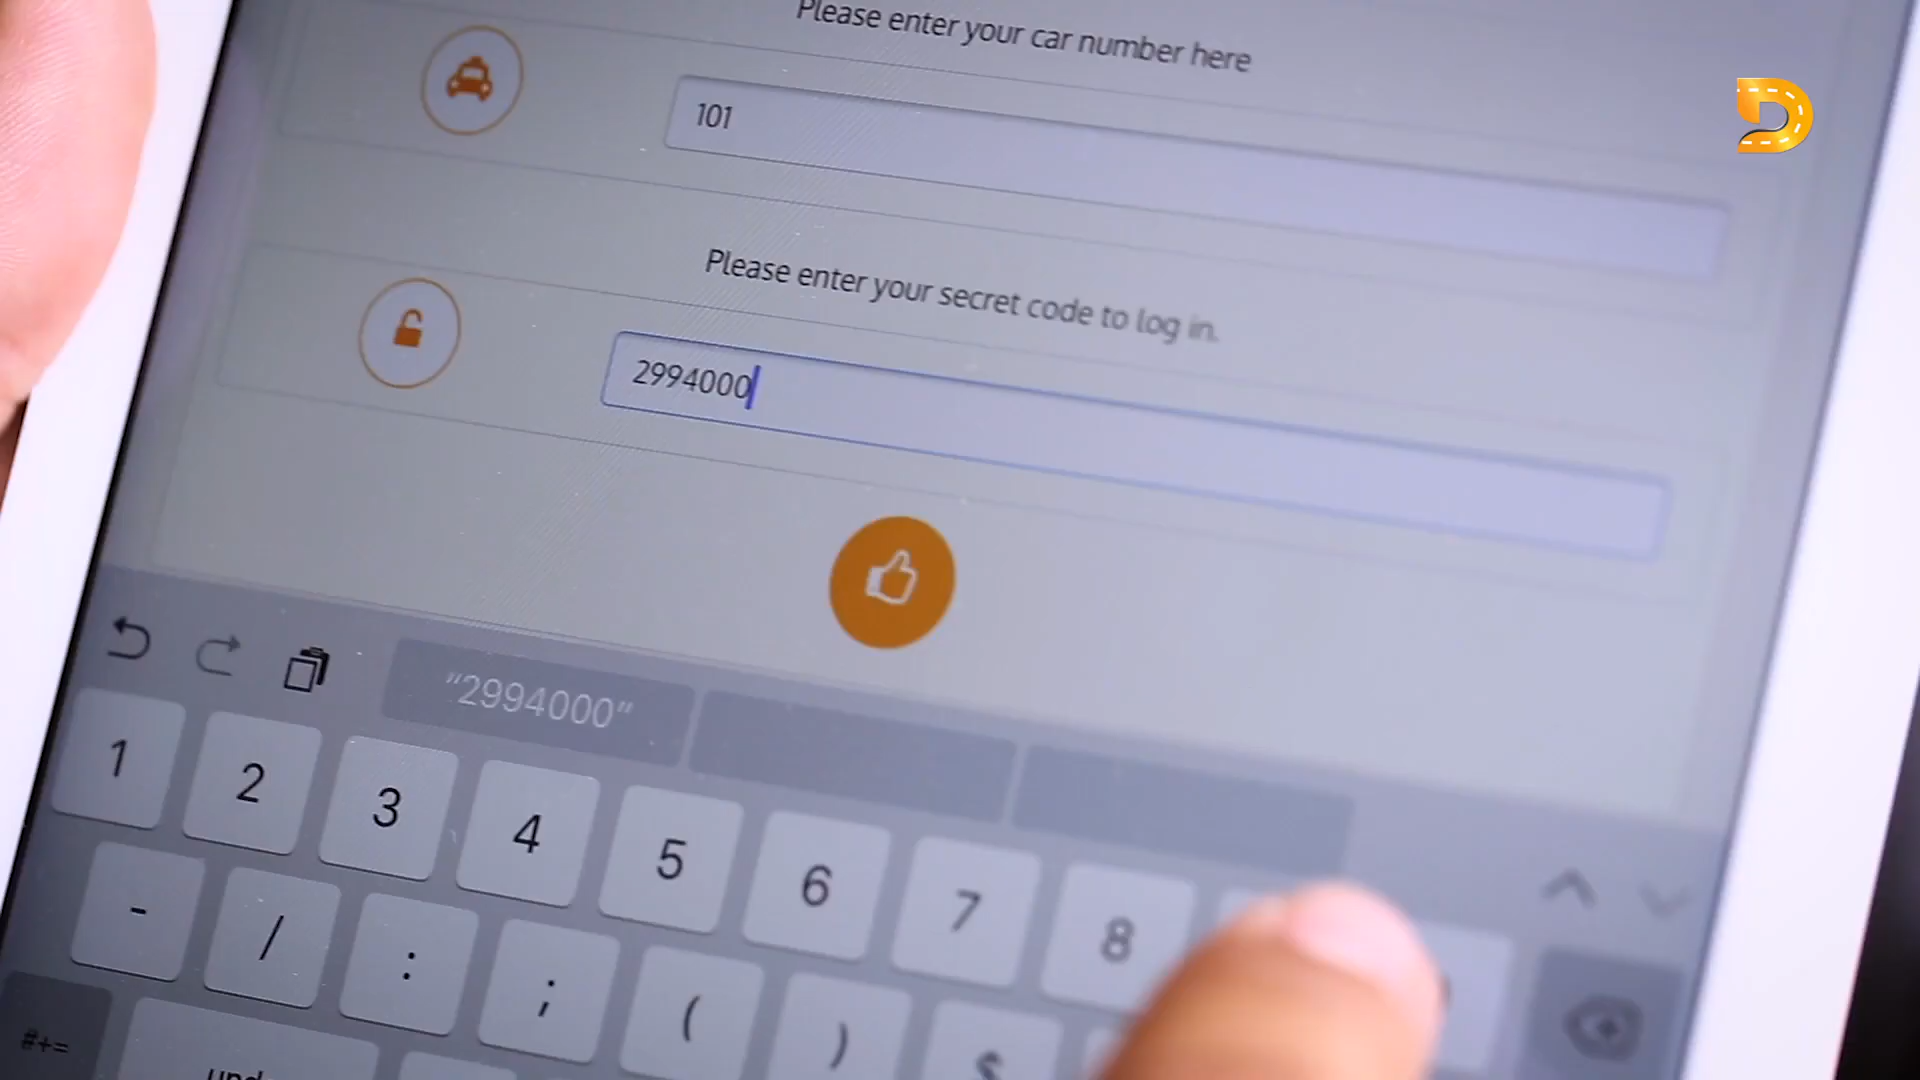 Please enter your car number here
101
Please enter your secret code to log in.
2994000
"2994000"
1 2 3 4 5 6 7 8
- / : ; ( )
#+=